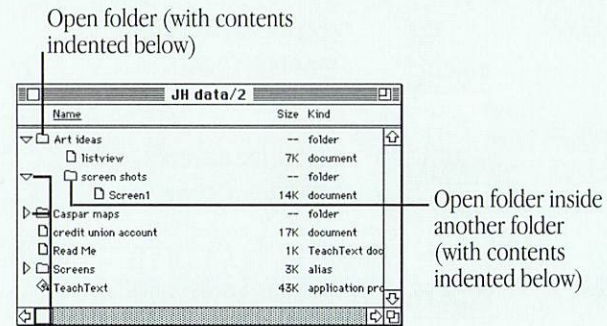 Open folder (with contents
indented below)
JH data/2
Name Size Kind
Art ideas -- folder
listview 7K document
screen shots -- folder
Screen1 14K document
Caspar maps -- folder
credit union account 17K document
Read Me 1K TeachText doc
Screens 3K alias
TeachText 43K application pro
Open folder inside
another folder
(with contents
indented below)